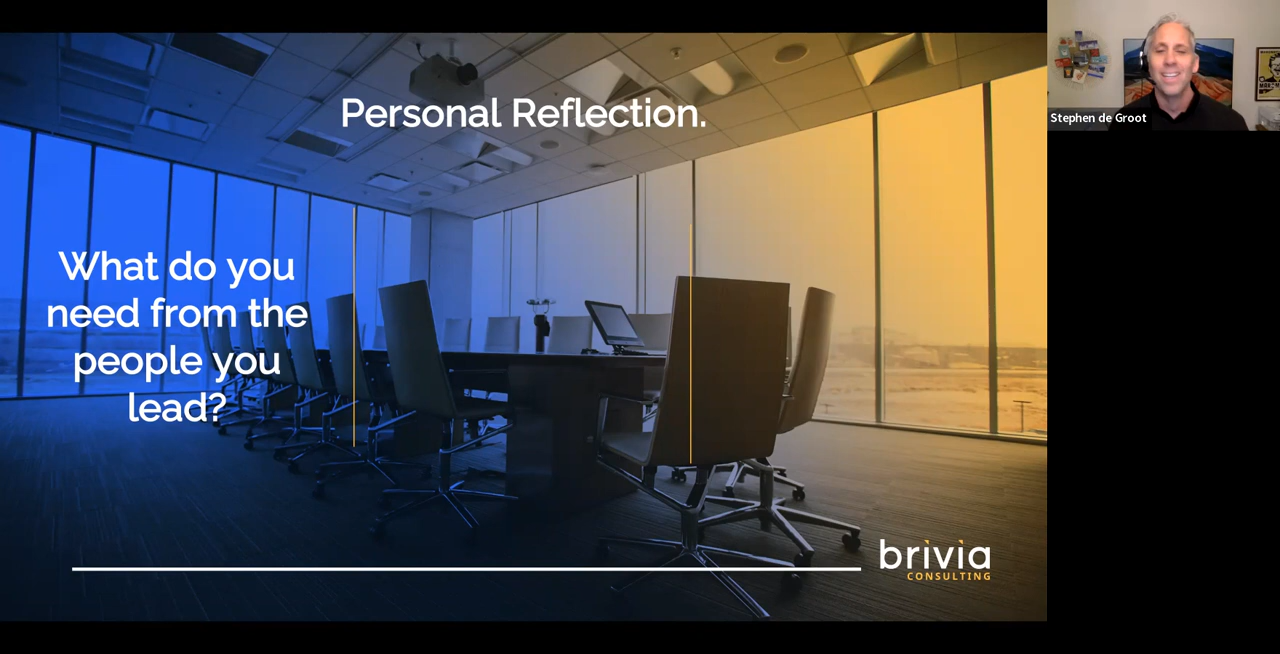 Personal Reflection.
What do you
need from the
people you
lead?
brivia
CONSULTING
Stephen de Groot